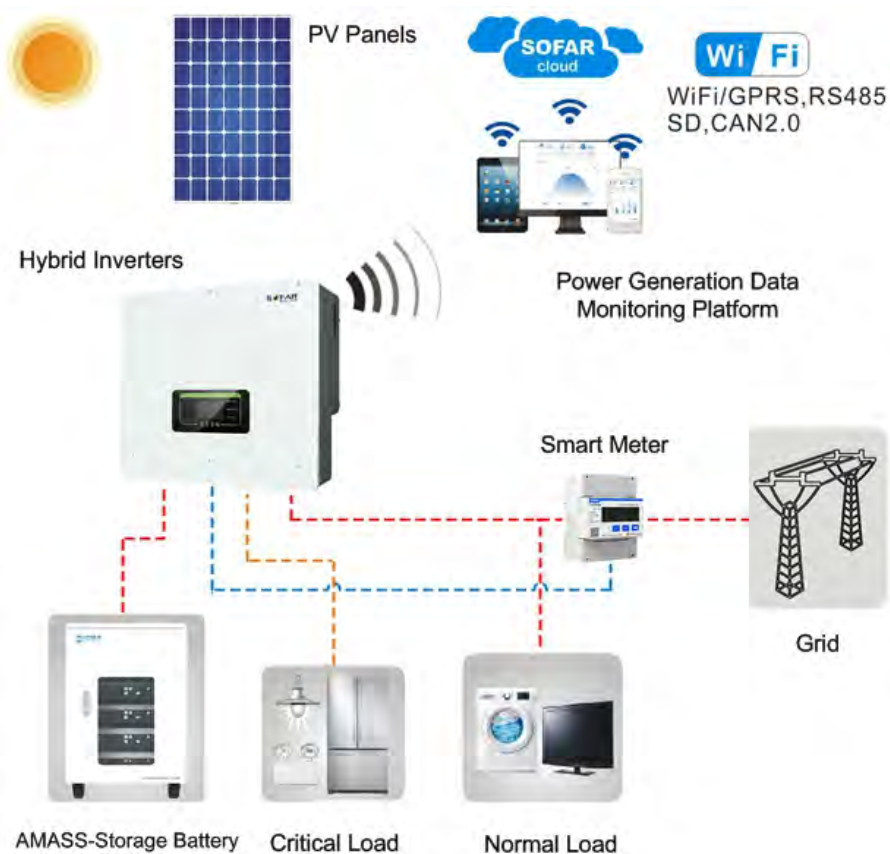 PV Panels
SOFAR
cloud
Wi Fi
WiFi/GPRS,RS485
SD,CAN2.0
Hybrid Inverters
SOFAR
Power Generation Data
Monitoring Platform
Smart Meter
Grid
AMASS-Storage Battery
Critical Load
Normal Load